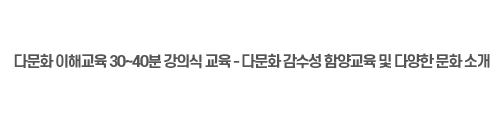 다문화 이해교육 30~40분 강의식 교육 - 다문화 감수성 함양교육 및 다양한 문화 소개